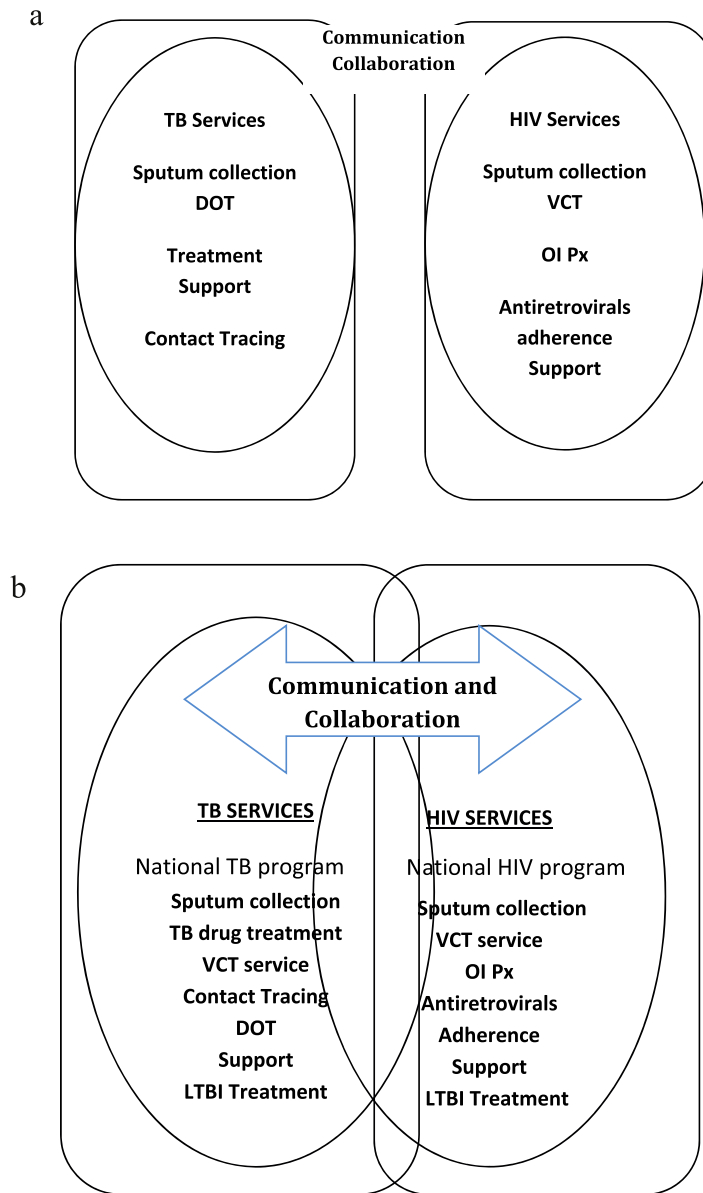 a
Communication
Collaboration
TB Services
Sputum collection
DOT
Treatment
Support
Contact Tracing
HIV Services
Sputum collection
VCT
OI Px
Antiretrovirals
adherence
Support
b
Communication and
Collaboration
TB SERVICES
National TB program
Sputum collection
TB drug treatment
VCT service
Contact Tracing
DOT
Support
LTBI Treatment
HIV SERVICES
National HIV program
Sputum collection
VCT service
OI Px
Antiretrovirals
Adherence
Support
LTBI Treatment